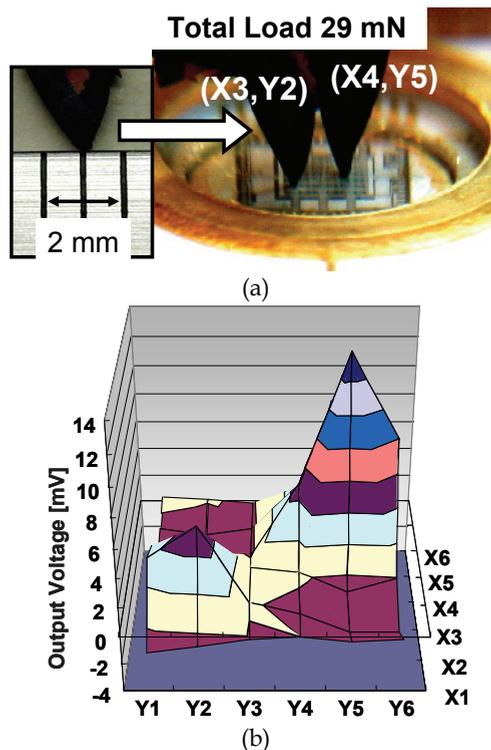 Total Load 29 mN
(X3,Y2)
(X4,Y5)
2 mm
(a)
14
12
10
8
6
4
2
0
-2
-4
Output Voltage [mV]
X6
X5
X4
X3
X2
X1
Y1 Y2 Y3 Y4 Y5 Y6
(b)